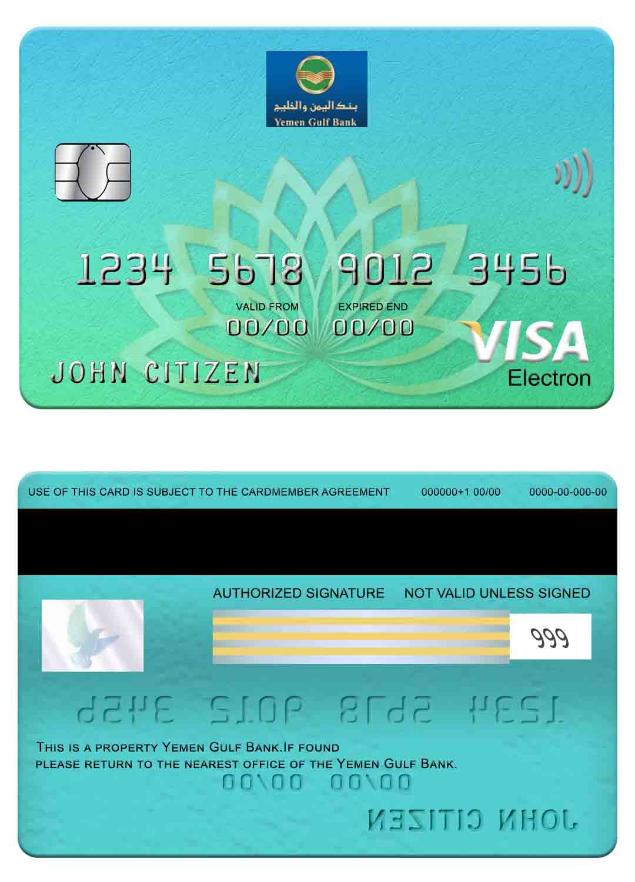 بنك اليمن والخليج
Yemen Gulf Bank
1234 5678 9012 3456
VALID FROM EXPIRED END
00/00 00/00
VISA
JOHN CITIZEN
Electron
USE OF THIS CARD IS SUBJECT TO THE CARDMEMBER AGREEMENT 000000+1 00/00 0000-00-000-00
AUTHORIZED SIGNATURE NOT VALID UNLESS SIGNED
999
1234 5678 9012 3456
THIS IS A PROPERTY YEMEN GULF BANK.IF FOUND
PLEASE RETURN TO THE NEAREST OFFICE OF THE YEMEN GULF BANK.
00/00 00/00
JOHN CITIZEN